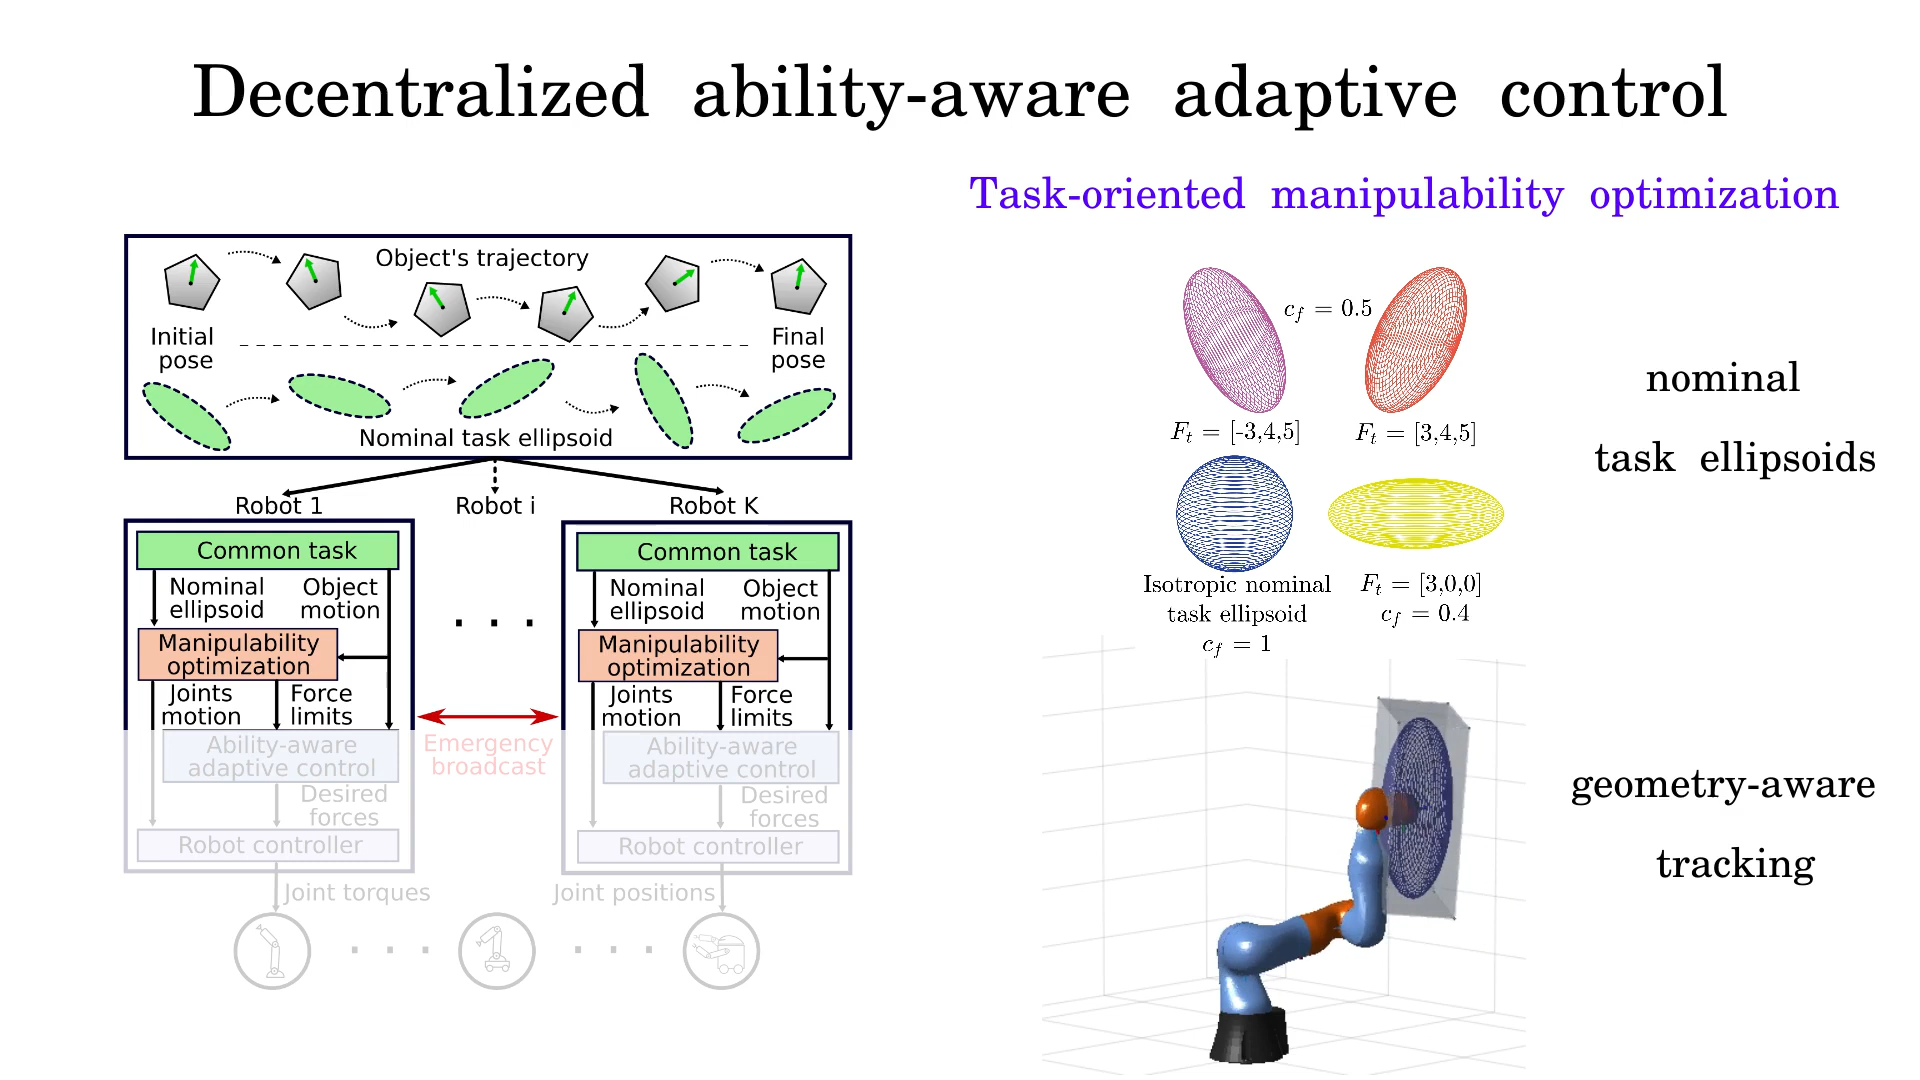 Decentralized ability-aware adaptive control
Task-oriented manipulability optimization
Object's trajectory
Initial
pose
Final
pose
Nominal task ellipsoid
Robot 1
Robot i
Robot K
Common task
Nominal
ellipsoid
Object
motion
Manipulability
optimization
Joints
motion
Force
limits
Ability-aware
adaptive control
Desired
forces
Robot controller
Joint torques
Emergency
broadcast
Common task
Nominal
ellipsoid
Object
motion
Manipulability
optimization
Joints
motion
Force
limits
Ability-aware
adaptive control
Desired
forces
Robot controller
Joint positions
c_f = 0.5
F_t = [-3,4,5]
F_t = [3,4,5]
Isotropic nominal
task ellipsoid
c_f = 1
F_t = [3,0,0]
c_f = 0.4
nominal
task ellipsoids
geometry-aware
tracking